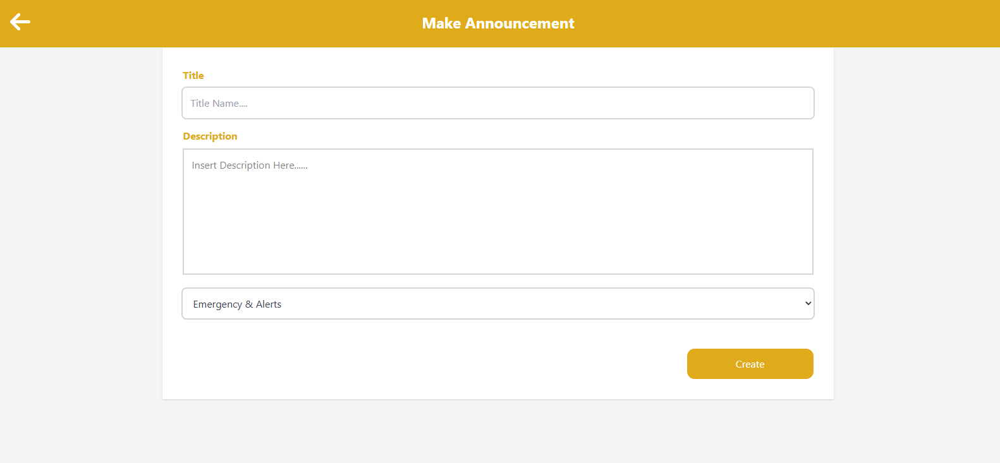 Make Announcement
Title
Title Name....
Description
Insert Description Here......
Emergency & Alerts
Create